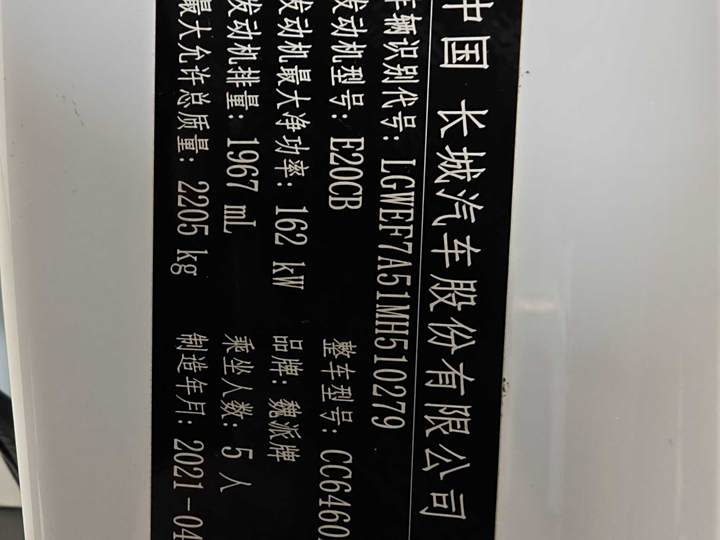 中国 长城汽车股份有限公司
车辆识别代号: LGWEF7A51MH510279
发动机型号: E20CB 整车型号: CC6460
发动机最大净功率: 162 kW 品牌: 魏派牌
发动机排量: 1967 mL 乘坐人数: 5 人
最大允许总质量: 2205 kg 制造年月: 2021-04